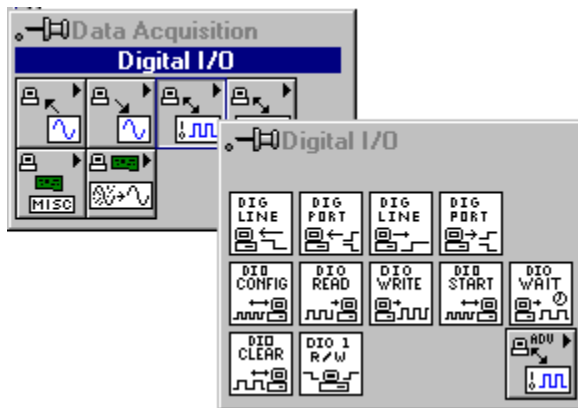 Data Acquisition
Digital I/O
MISC
Digital I/O
DIG LINE
DIG PORT
DIG LINE
DIG PORT
DIO CONFIG
DIO READ
DIO WRITE
DIO START
DIO WAIT
DIO CLEAR
DIO 1 R/W
ADV